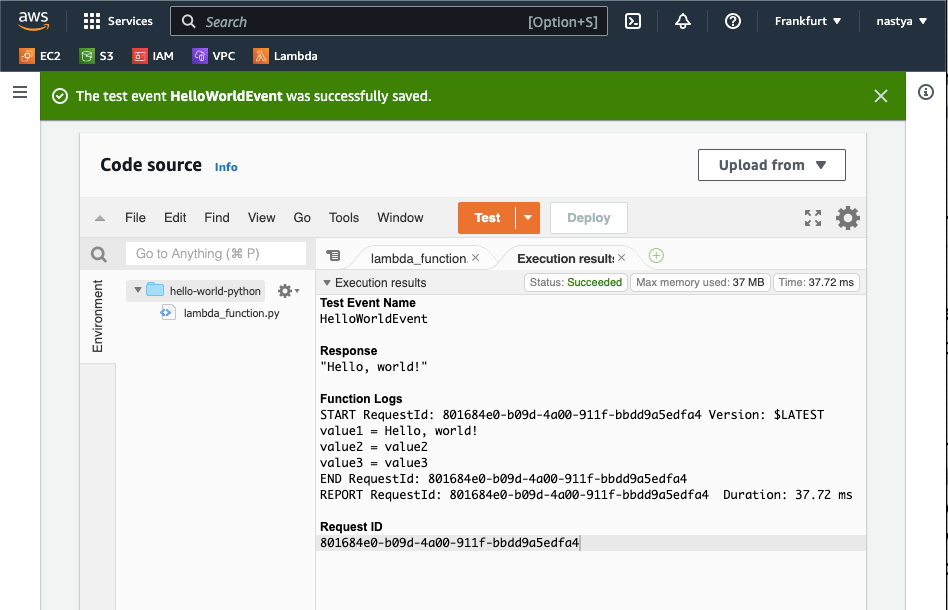 aws Services Search [Option+S] Frankfurt nastya
EC2 S3 IAM VPC Lambda
The test event HelloWorldEvent was successfully saved.
Code source Info Upload from
File Edit Find View Go Tools Window Test Deploy
Go to Anything (⌘ P) lambda_function Execution results
Execution results Status: Succeeded Max memory used: 37 MB Time: 37.72 ms
Environment
hello-world-python
lambda_function.py
Test Event Name
HelloWorldEvent
Response
"Hello, world!"
Function Logs
START RequestId: 801684e0-b09d-4a00-911f-bbdd9a5edfa4 Version: $LATEST
value1 = Hello, world!
value2 = value2
value3 = value3
END RequestId: 801684e0-b09d-4a00-911f-bbdd9a5edfa4
REPORT RequestId: 801684e0-b09d-4a00-911f-bbdd9a5edfa4 Duration: 37.72 ms
Request ID
801684e0-b09d-4a00-911f-bbdd9a5edfa4